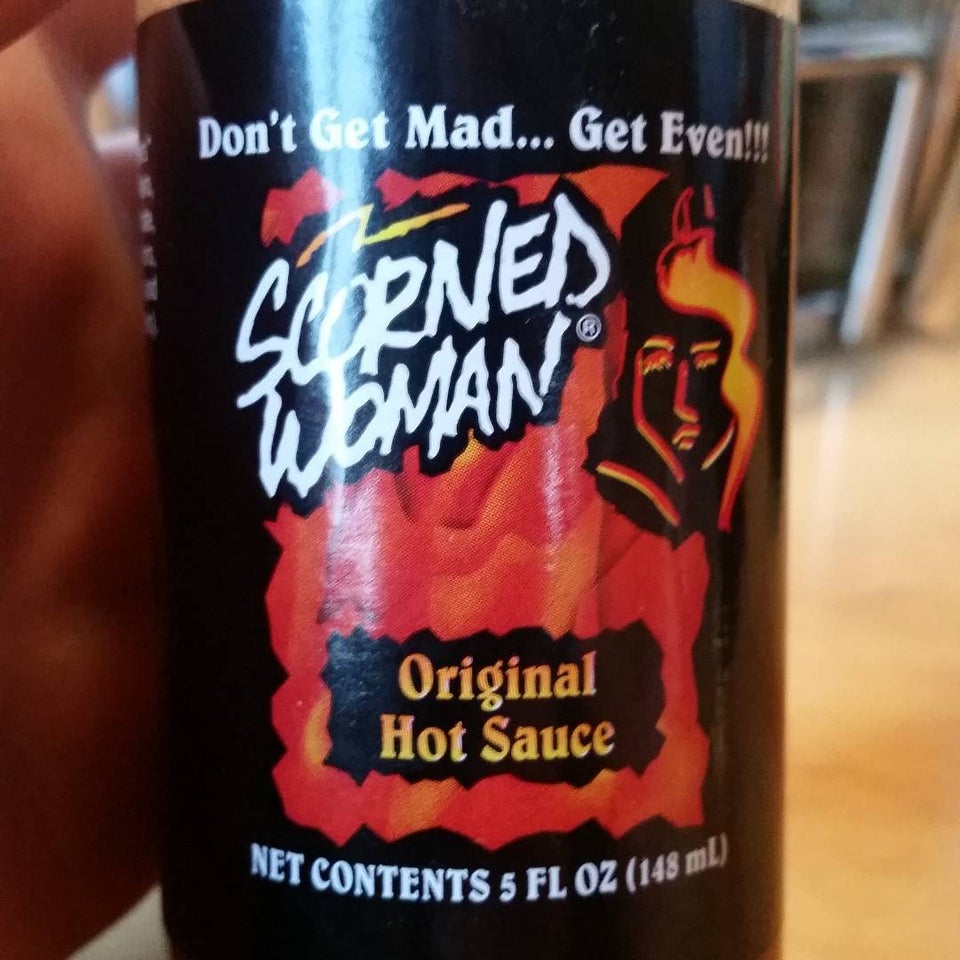 Don't Get Mad... Get Even!!!
SCORNED
WOMAN®
Original
Hot Sauce
NET CONTENTS 5 FL OZ (148 mL)